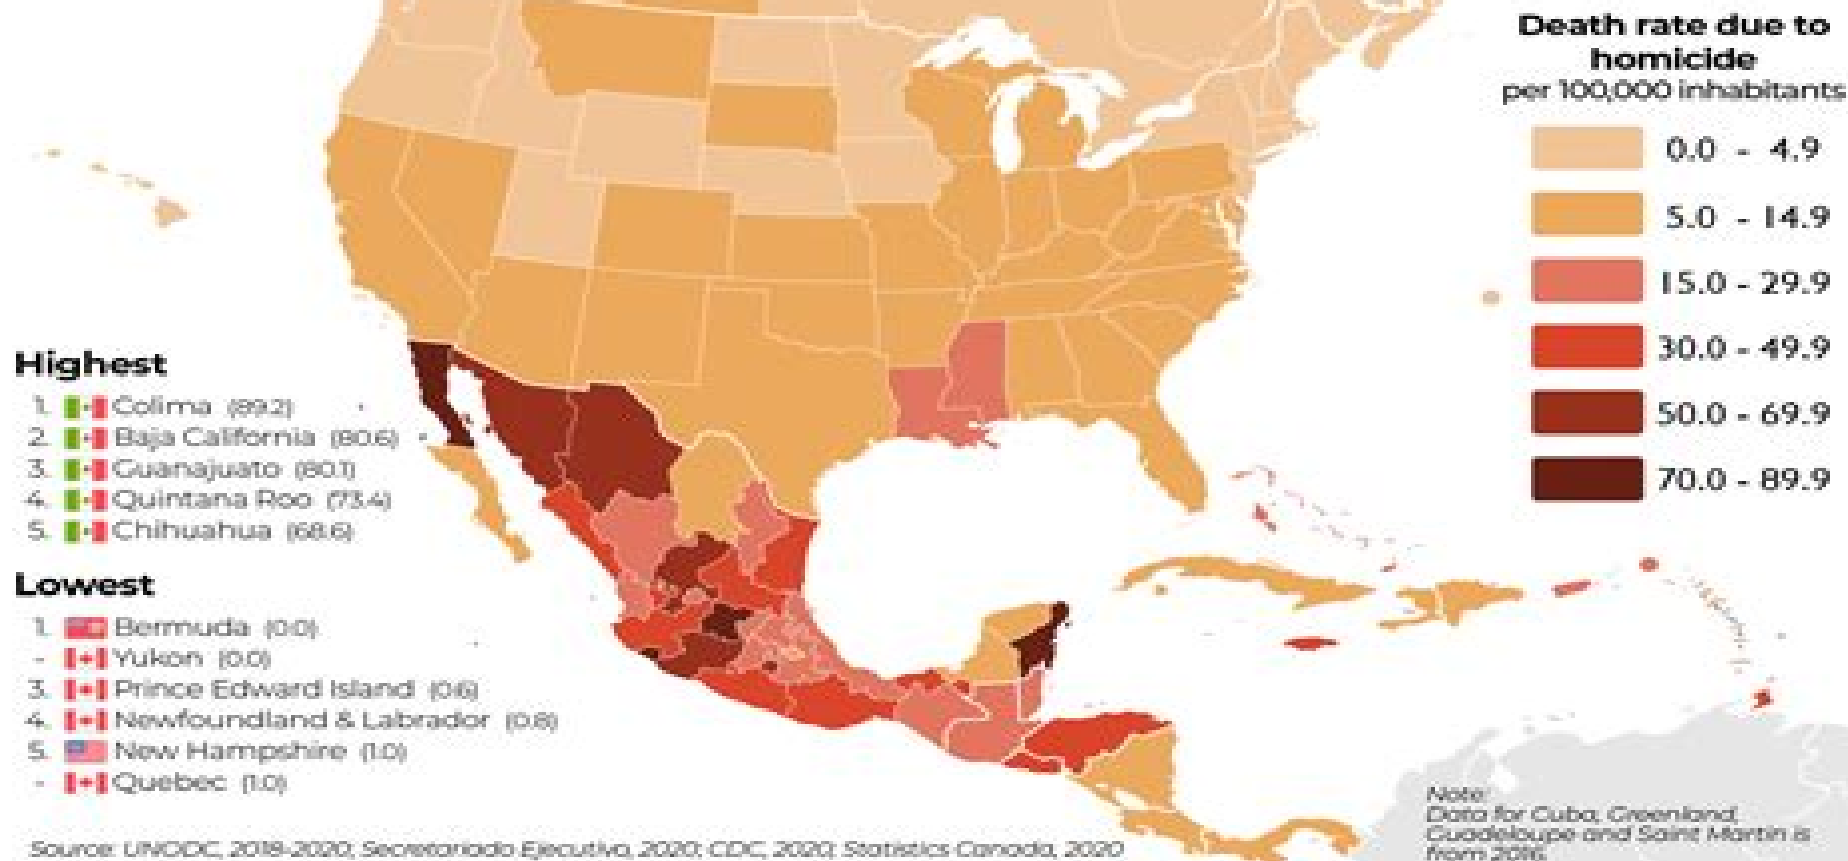 Death rate due to
homicide
per 100,000 inhabitants
0.0 - 4.9
5.0 - 14.9
15.0 - 29.9
30.0 - 49.9
50.0 - 69.9
70.0 - 89.9
Highest
1. Colima (89.2)
2. Baja California (80.6)
3. Guanajuato (80.1)
4. Quintana Roo (73.4)
5. Chihuahua (68.6)
Lowest
1. Bermuda (0.0)
- Yukon (0.0)
3. Prince Edward Island (0.6)
4. Newfoundland & Labrador (0.8)
5. New Hampshire (1.0)
- Quebec (1.0)
Note:
Data for Cuba, Greenland,
Guadeloupe and Saint Martin is
from 2016.
Source: UNODC, 2018-2020; Secretariado Ejecutivo, 2020; CDC, 2020; Statistics Canada, 2020